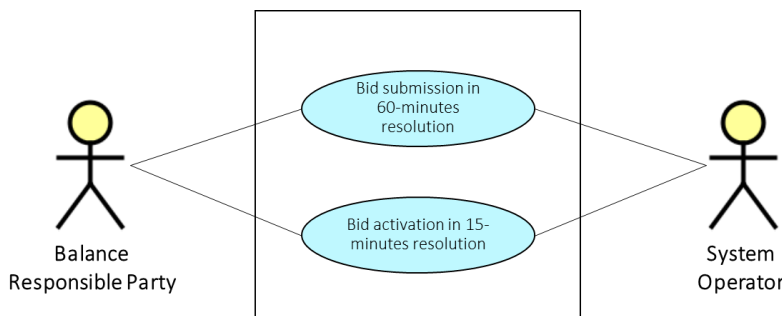 Bid submission in
60-minutes
resolution
Bid activation in 15-
minutes resolution
Balance
Responsible Party
System
Operator